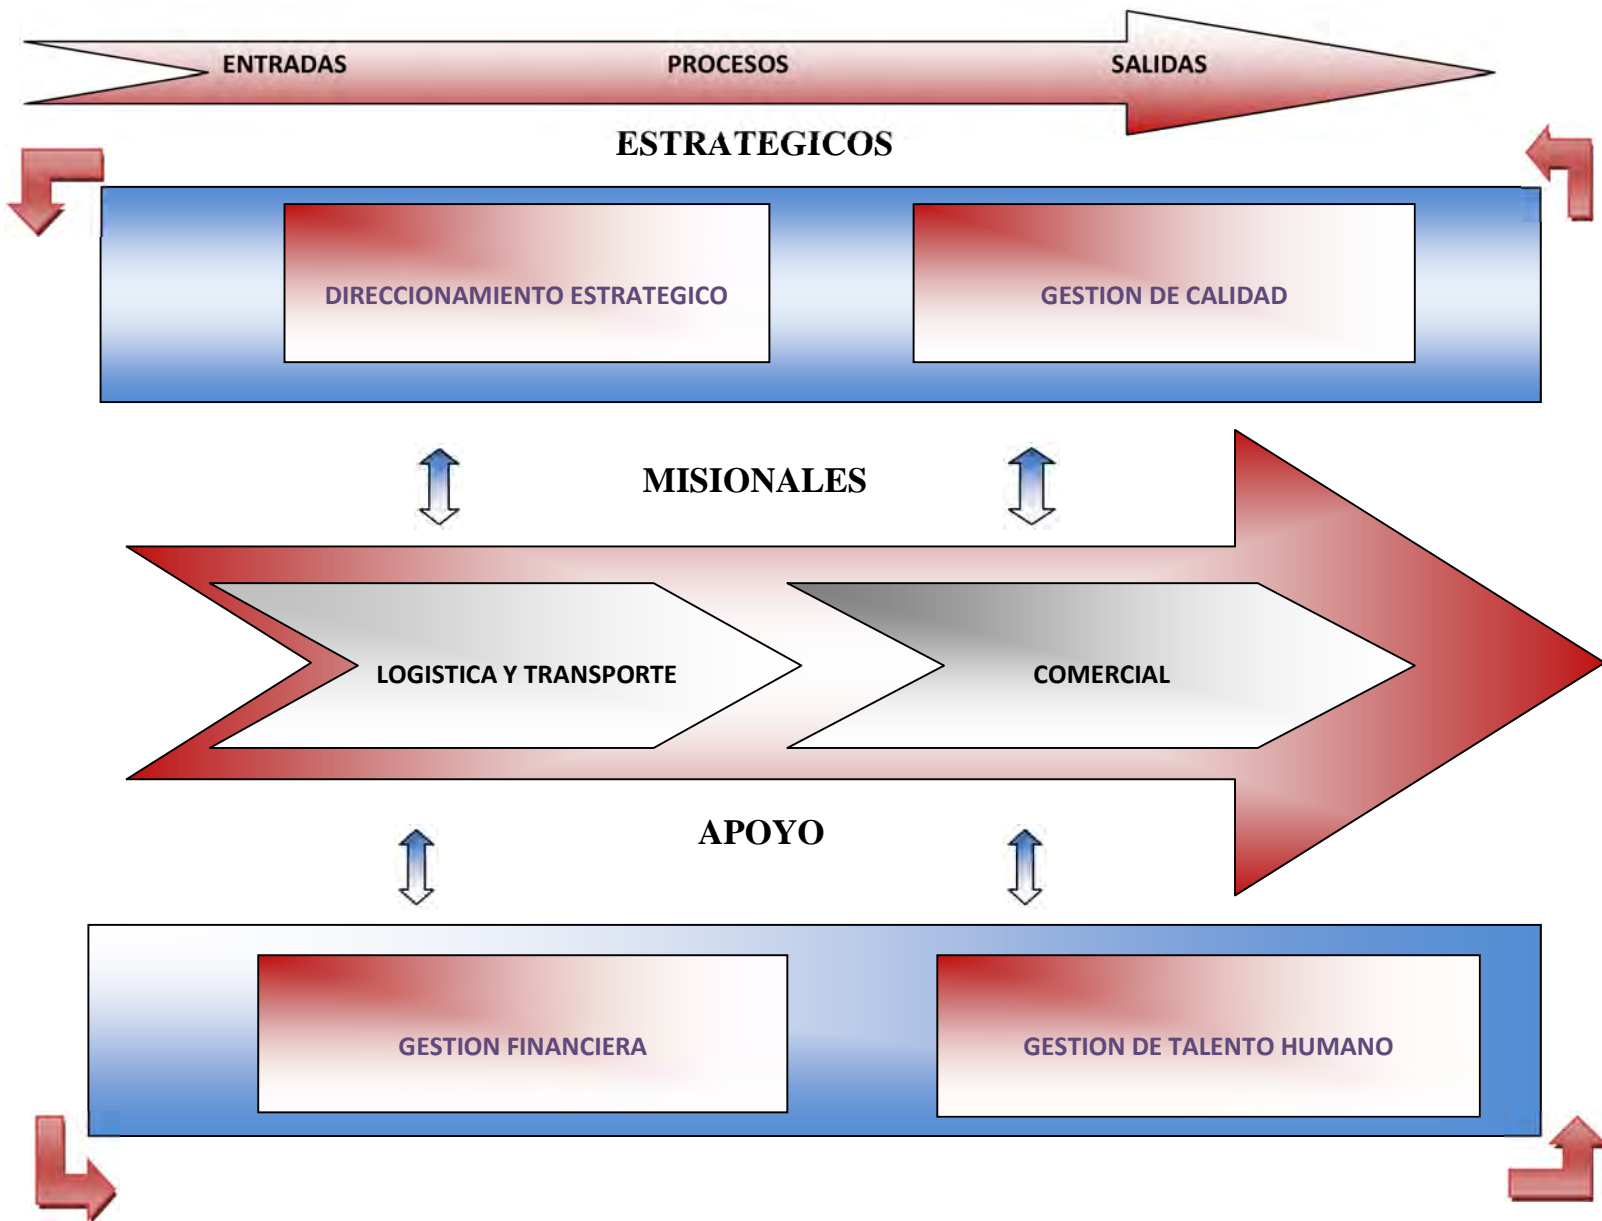 ENTRADAS PROCESOS SALIDAS
ESTRATEGICOS
DIRECCIONAMIENTO ESTRATEGICO
GESTION DE CALIDAD
MISIONALES
LOGISTICA Y TRANSPORTE
COMERCIAL
APOYO
GESTION FINANCIERA
GESTION DE TALENTO HUMANO